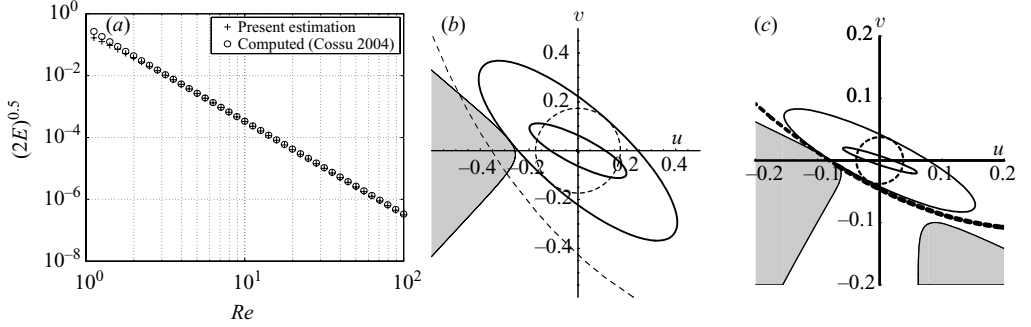 (a)
+ Present estimation
o Computed (Cossu 2004)
10^0
10^−2
10^−4
10^−6
10^−8
(2E)^0.5
10^0
10^1
10^2
Re
(b)
v
0.4
0.2
u
−0.4
−0.2
0.2
0.4
−0.4
(c)
v
0.2
0.1
u
−0.2
−0.1
0.1
0.2
−0.1
−0.2